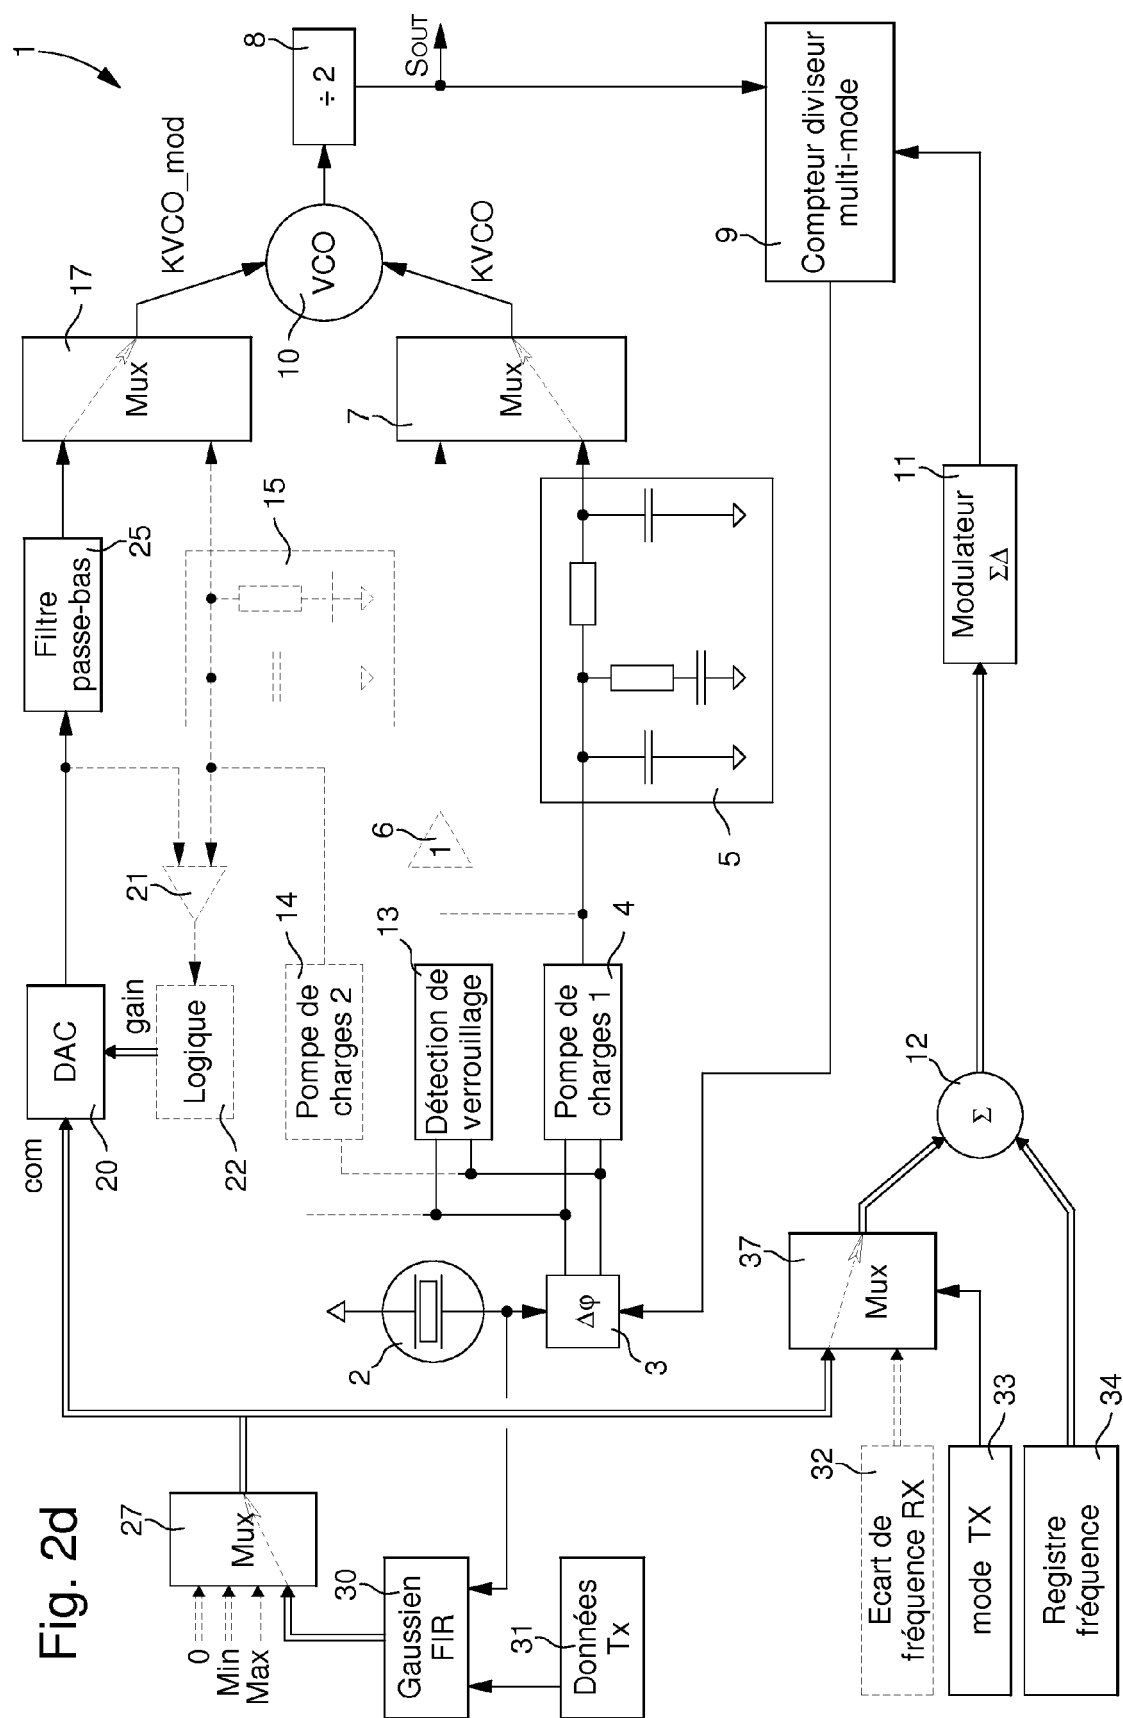 Fig. 2d
1
0
Min
Max
27
Mux
30
Gaussien
FIR
31
Données
Tx
com
20
DAC
gain
22
Logique
21
Filtre
passe-bas
25
17
Mux
KVCO_mod
15
14
Pompe de
charges 2
13
Détection de
verrouillage
6
1
7
Mux
KVCO
10
VCO
8
÷ 2
SOUT
2
3
Δφ
4
Pompe de
charges 1
5
9
Compteur diviseur
multi-mode
32
Ecart de
fréquence RX
33
mode TX
34
Registre
fréquence
37
Mux
12
Σ
11
Modulateur
ΣΔ